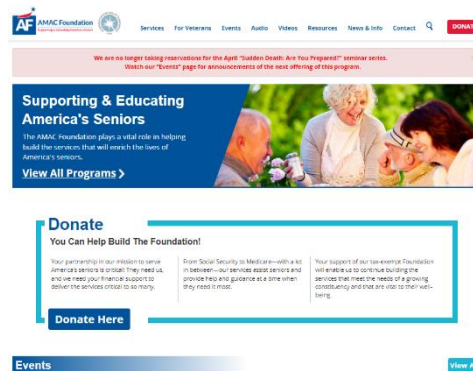 AF AMAC Foundation
Services For Veterans Events Audio Videos Resources News & Info Contact DONAT
We are no longer taking reservations for the April "Sudden Death: Are You Prepared?" seminar series.
Watch our "Events" page for announcements of the next offering of this program.
Supporting & Educating
America's Seniors
The AMAC Foundation plays a vital role in helping
build the services that will enrich the lives of
America's seniors.
View All Programs >
Donate
You Can Help Build The Foundation!
Your partnership in our mission to serve
America's seniors is critical! They need us,
and we need your financial support to
deliver the services critical to so many.
From Social Security to Medicare—with a lot
in between—our services assist seniors and
provide help and guidance at a time when
they need it most.
Your support of our tax-exempt Foundation
will enable us to continue building the
services that meet the needs of a growing
constituency and that are vital to their well-
being.
Donate Here
Events
View A